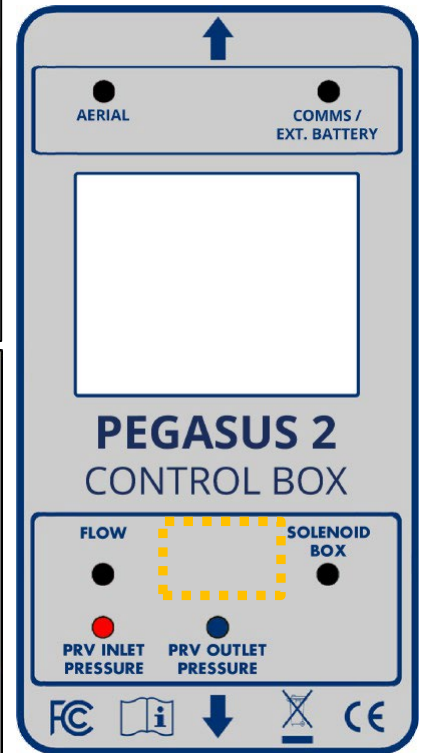 AERIAL
COMMS /
EXT. BATTERY
PEGASUS 2
CONTROL BOX
FLOW
SOLENOID
BOX
PRV INLET
PRESSURE
PRV OUTLET
PRESSURE
FC i CE